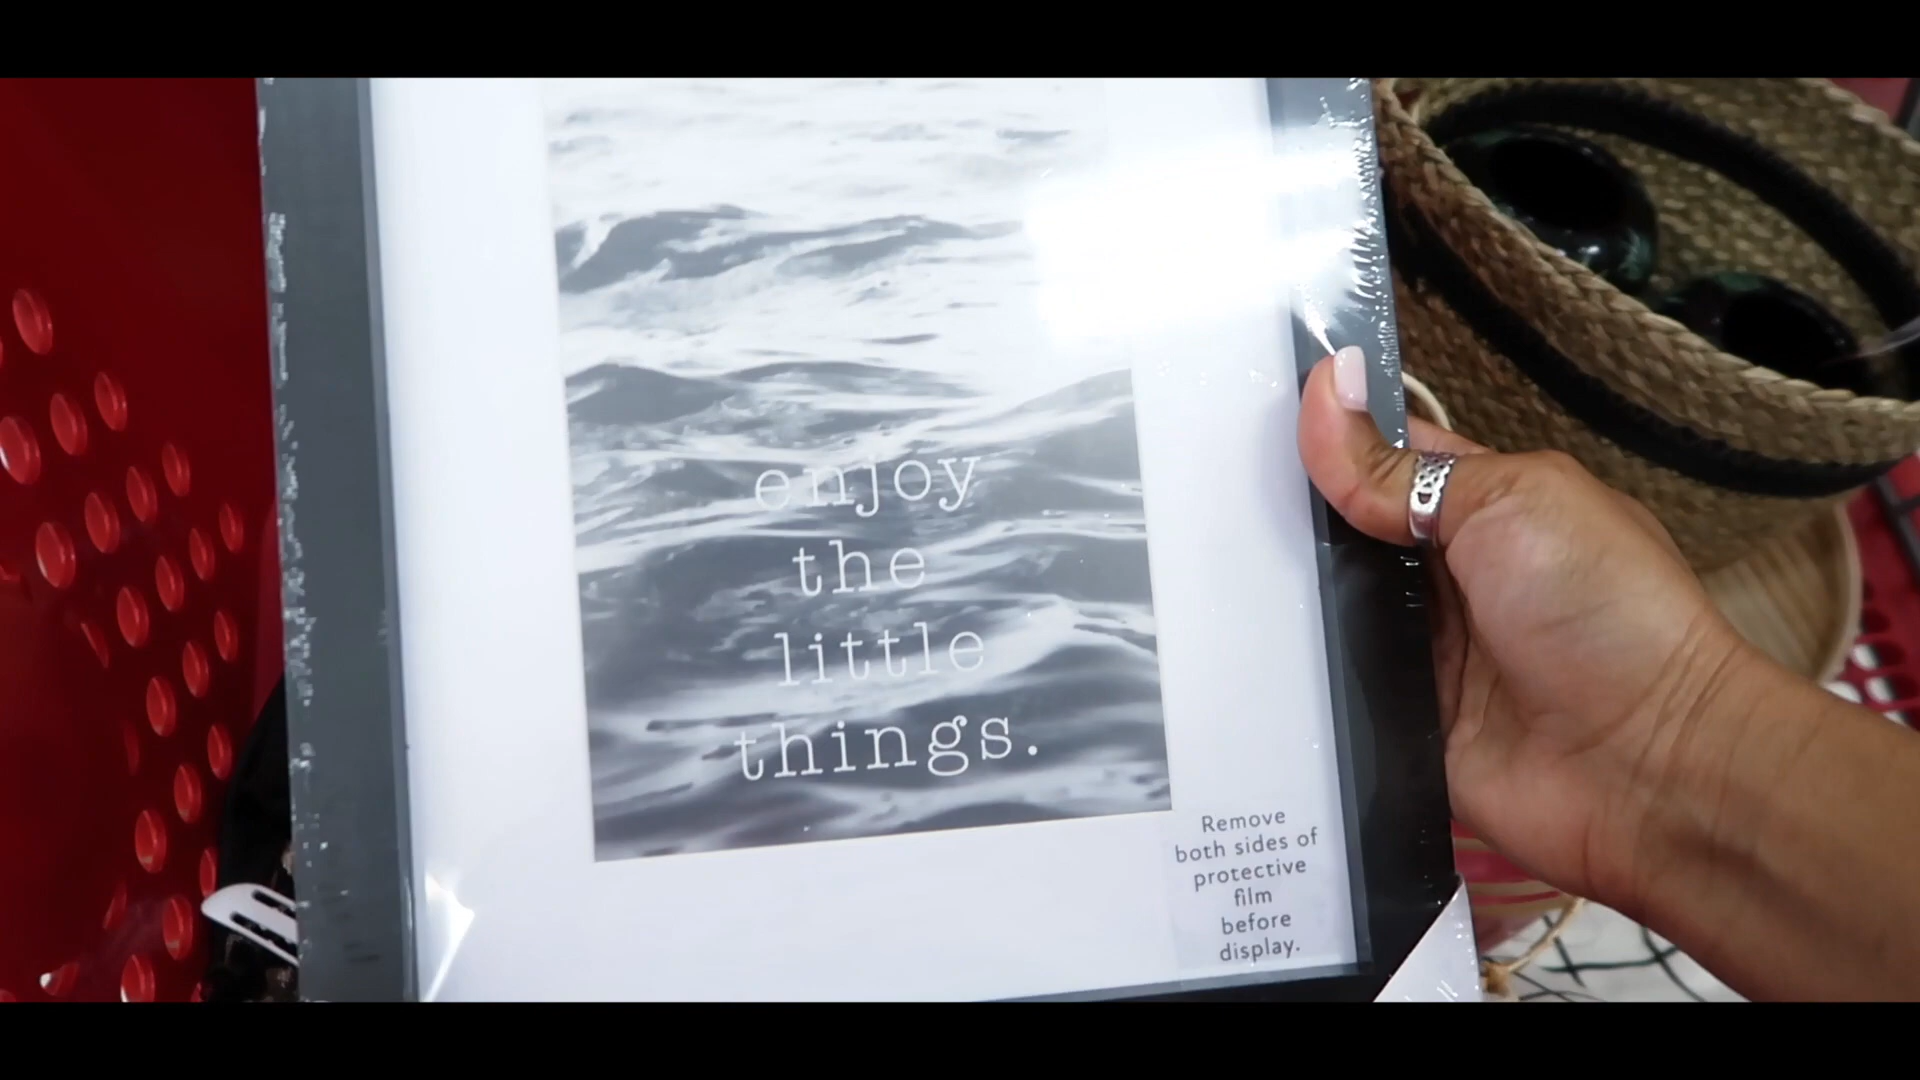 enjoy
the
little
things.
Remove
both sides of
protective
film
before
display.